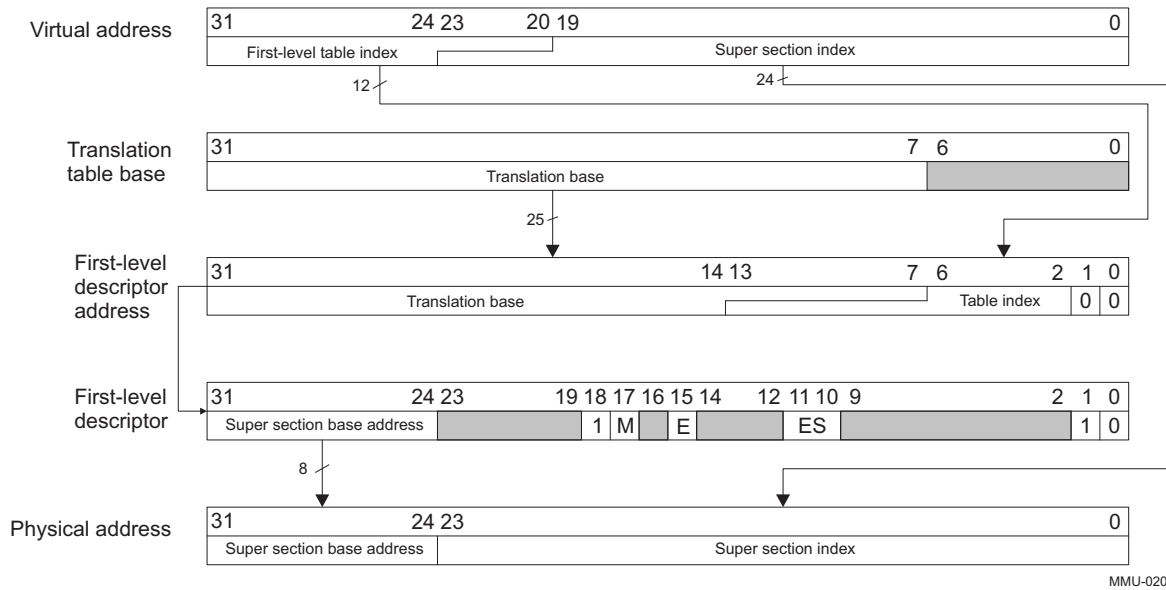 31 24 23 20 19 0
Virtual address
First-level table index Super section index
12 24
Translation
table base
31 7 6 0
Translation base
25
First-level
descriptor
address
31 14 13 7 6 2 1 0
Translation base Table index 0 0
First-level
descriptor
31 24 23 19 18 17 16 15 14 12 11 10 9 2 1 0
Super section base address 1 M E ES 1 0
8
Physical address
31 24 23 0
Super section base address Super section index
MMU-020